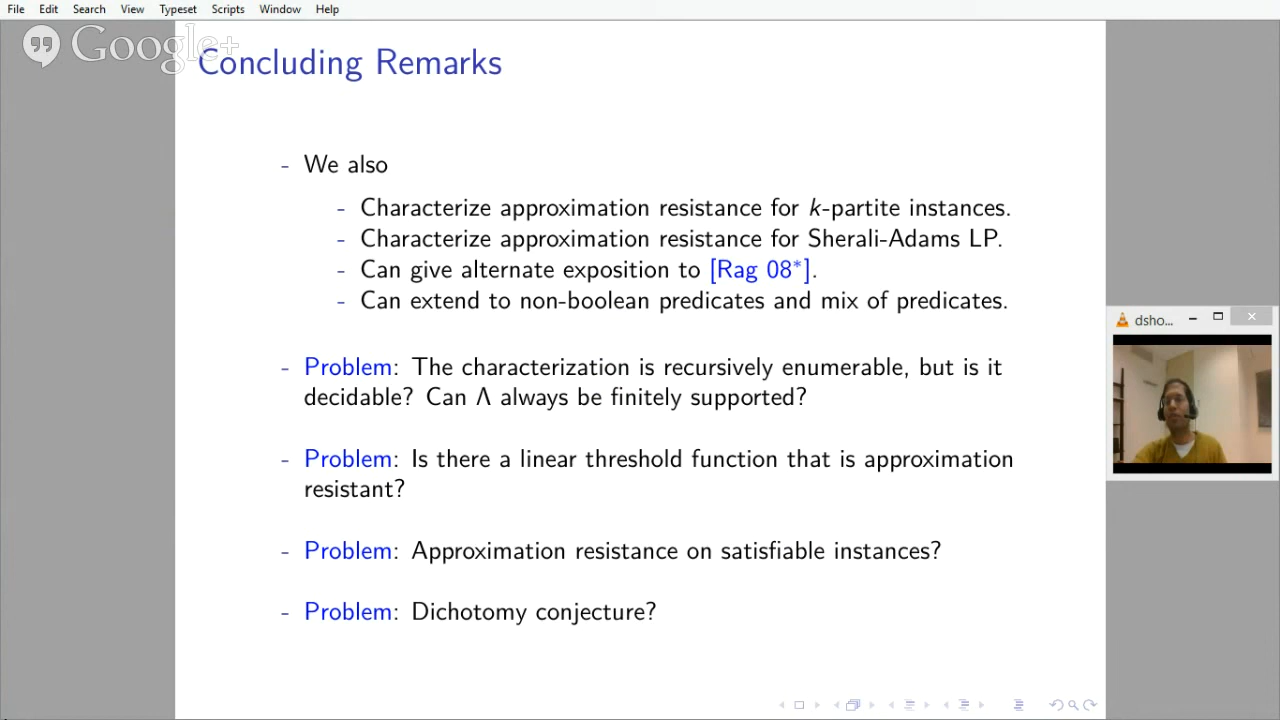 File Edit Search View Typeset Scripts Window Help
Google+
Concluding Remarks
- We also
- Characterize approximation resistance for k-partite instances.
- Characterize approximation resistance for Sherali-Adams LP.
- Can give alternate exposition to [Rag 08*].
- Can extend to non-boolean predicates and mix of predicates.
dsho...
- Problem: The characterization is recursively enumerable, but is it
decidable? Can Λ always be finitely supported?
- Problem: Is there a linear threshold function that is approximation
resistant?
- Problem: Approximation resistance on satisfiable instances?
- Problem: Dichotomy conjecture?